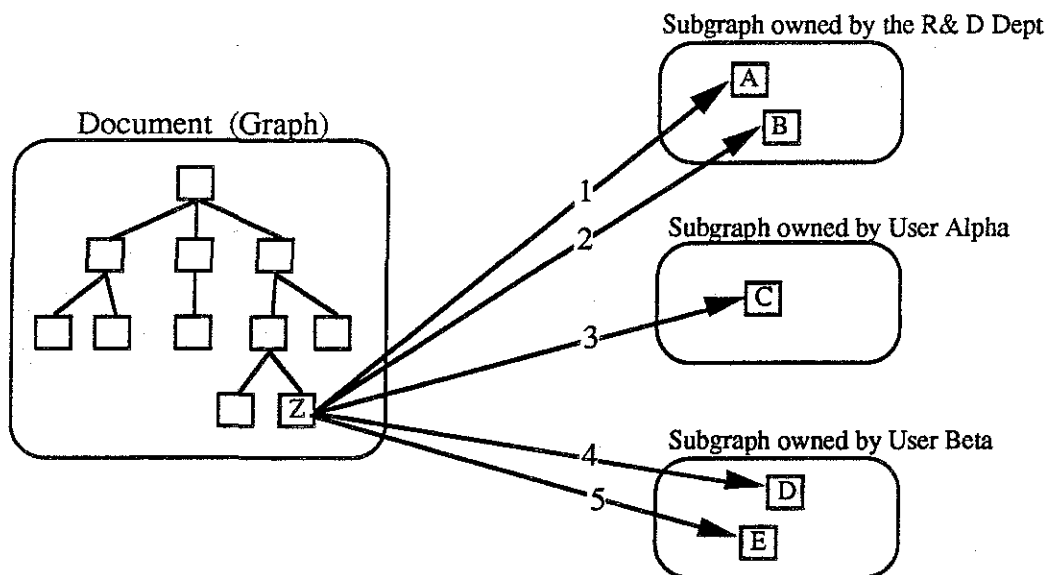 Subgraph owned by the R& D Dept
A
B
Document (Graph)
1
2
Subgraph owned by User Alpha
C
3
Z
Subgraph owned by User Beta
4
D
5
E